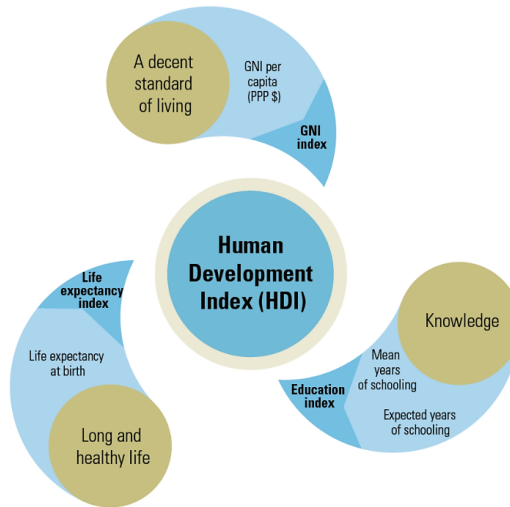 A decent
standard
of living
GNI per
capita
(PPP $)
GNI
index
Human
Development
Index (HDI)
Life
expectancy
index
Life expectancy
at birth
Long and
healthy life
Knowledge
Mean
years
of schooling
Expected years
of schooling
Education
index